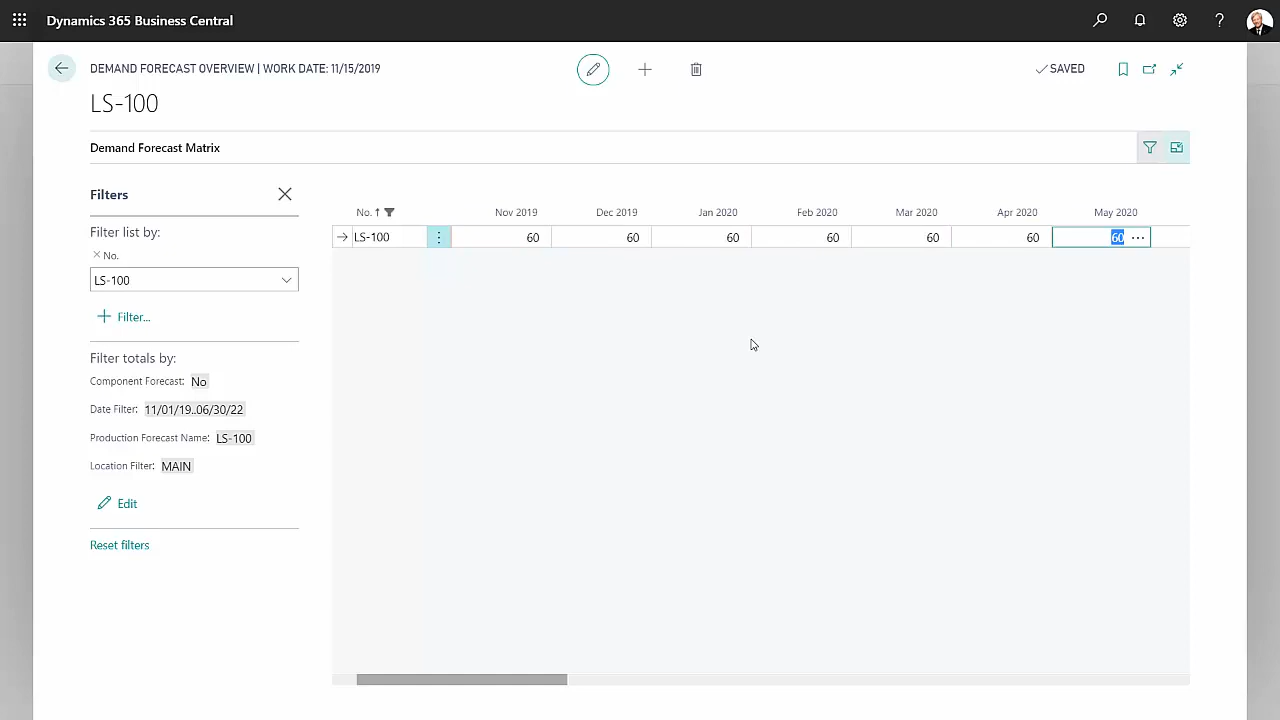 Dynamics 365 Business Central
?
DEMAND FORECAST OVERVIEW | WORK DATE: 11/15/2019
SAVED
LS-100
Demand Forecast Matrix
Filters
Filter list by:
No.
LS-100
Filter...
Filter totals by:
Component Forecast: No
Date Filter: 11/01/19..06/30/22
Production Forecast Name: LS-100
Location Filter: MAIN
Edit
Reset filters
No. ↑ Nov 2019 Dec 2019 Jan 2020 Feb 2020 Mar 2020 Apr 2020 May 2020
LS-100 60 60 60 60 60 60 60 ...